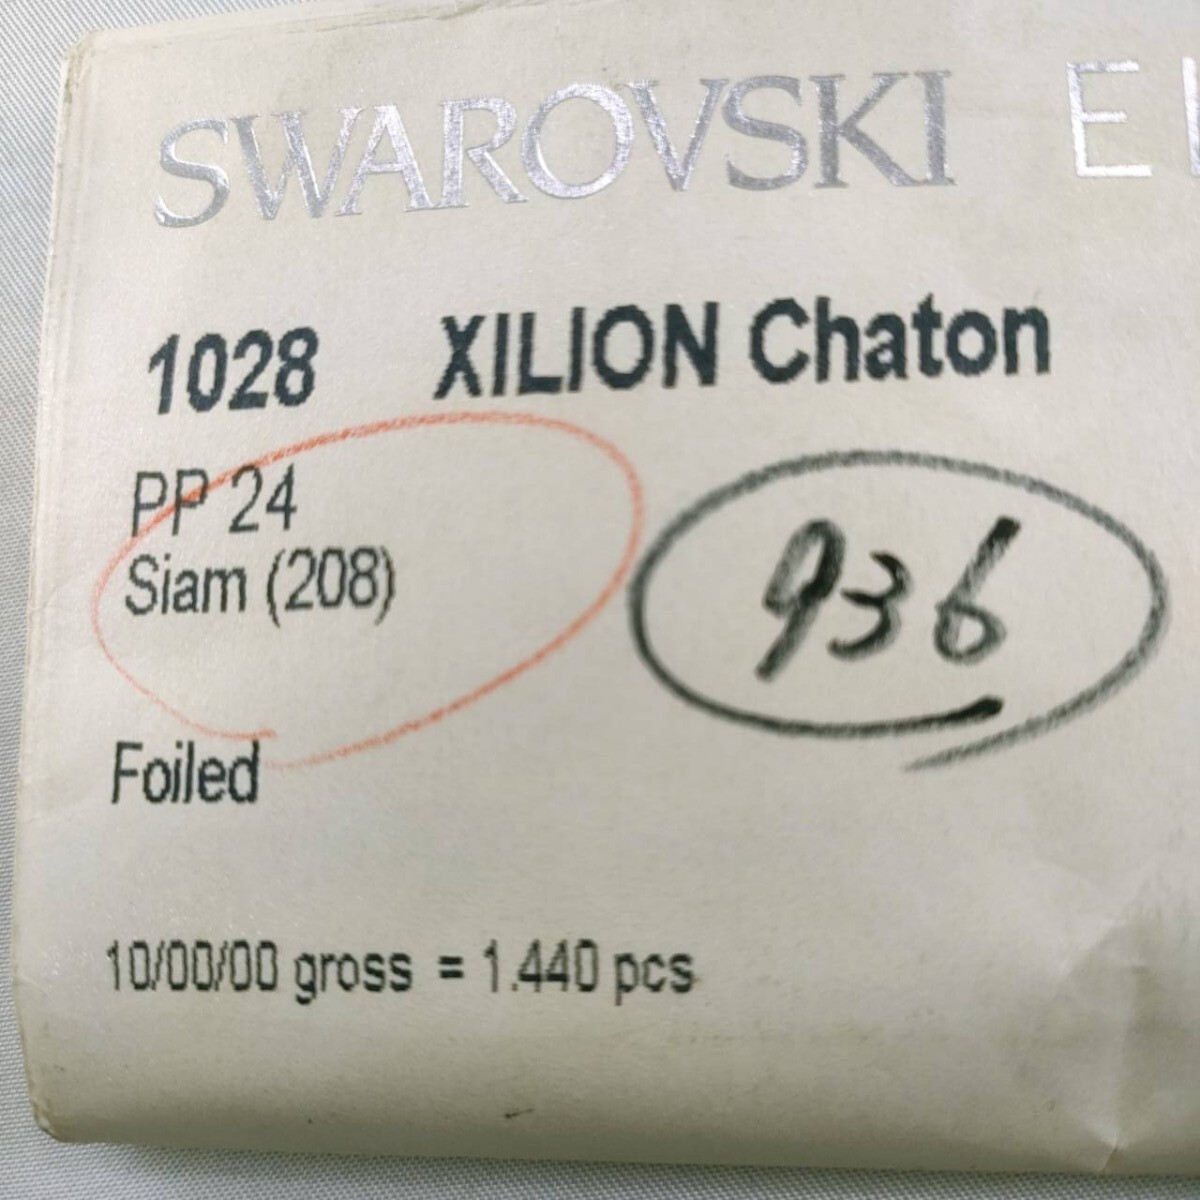 SWAROVSKI E
1028 XILION Chaton
PP 24
Siam (208)
936
Foiled
10/00/00 gross = 1.440 pcs